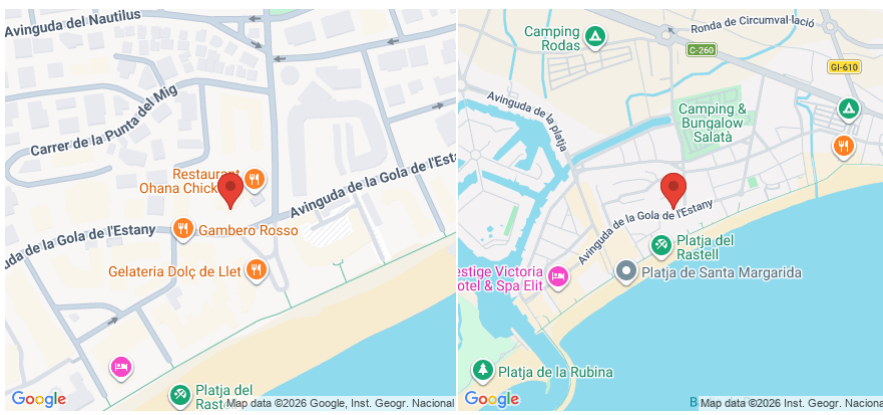 Avinguda del Nautilus
Carrer de la Punta del Mig
Restaurant
Ohana Chick
Avinguda de la Gola de l'Esta
uda de la Gola de l'Estany
Gambero Rosso
Gelateria Dolç de Llet
Platja del
Rast
Google
Map data ©2026 Google, Inst. Geogr. Nacional
Camping
Rodas
Ronda de Circumval·lació
C-260
GI-610
Avinguda de la platja
Camping &
Bungalow
Salatà
Avinguda de la Gola de l'Estany
Platja del
Rastell
estige Victoria
otel & Spa Elit
Platja de Santa Margarida
Platja de la Rubina
B
Google
Map data ©2026 Google, Inst. Geogr. Nacional